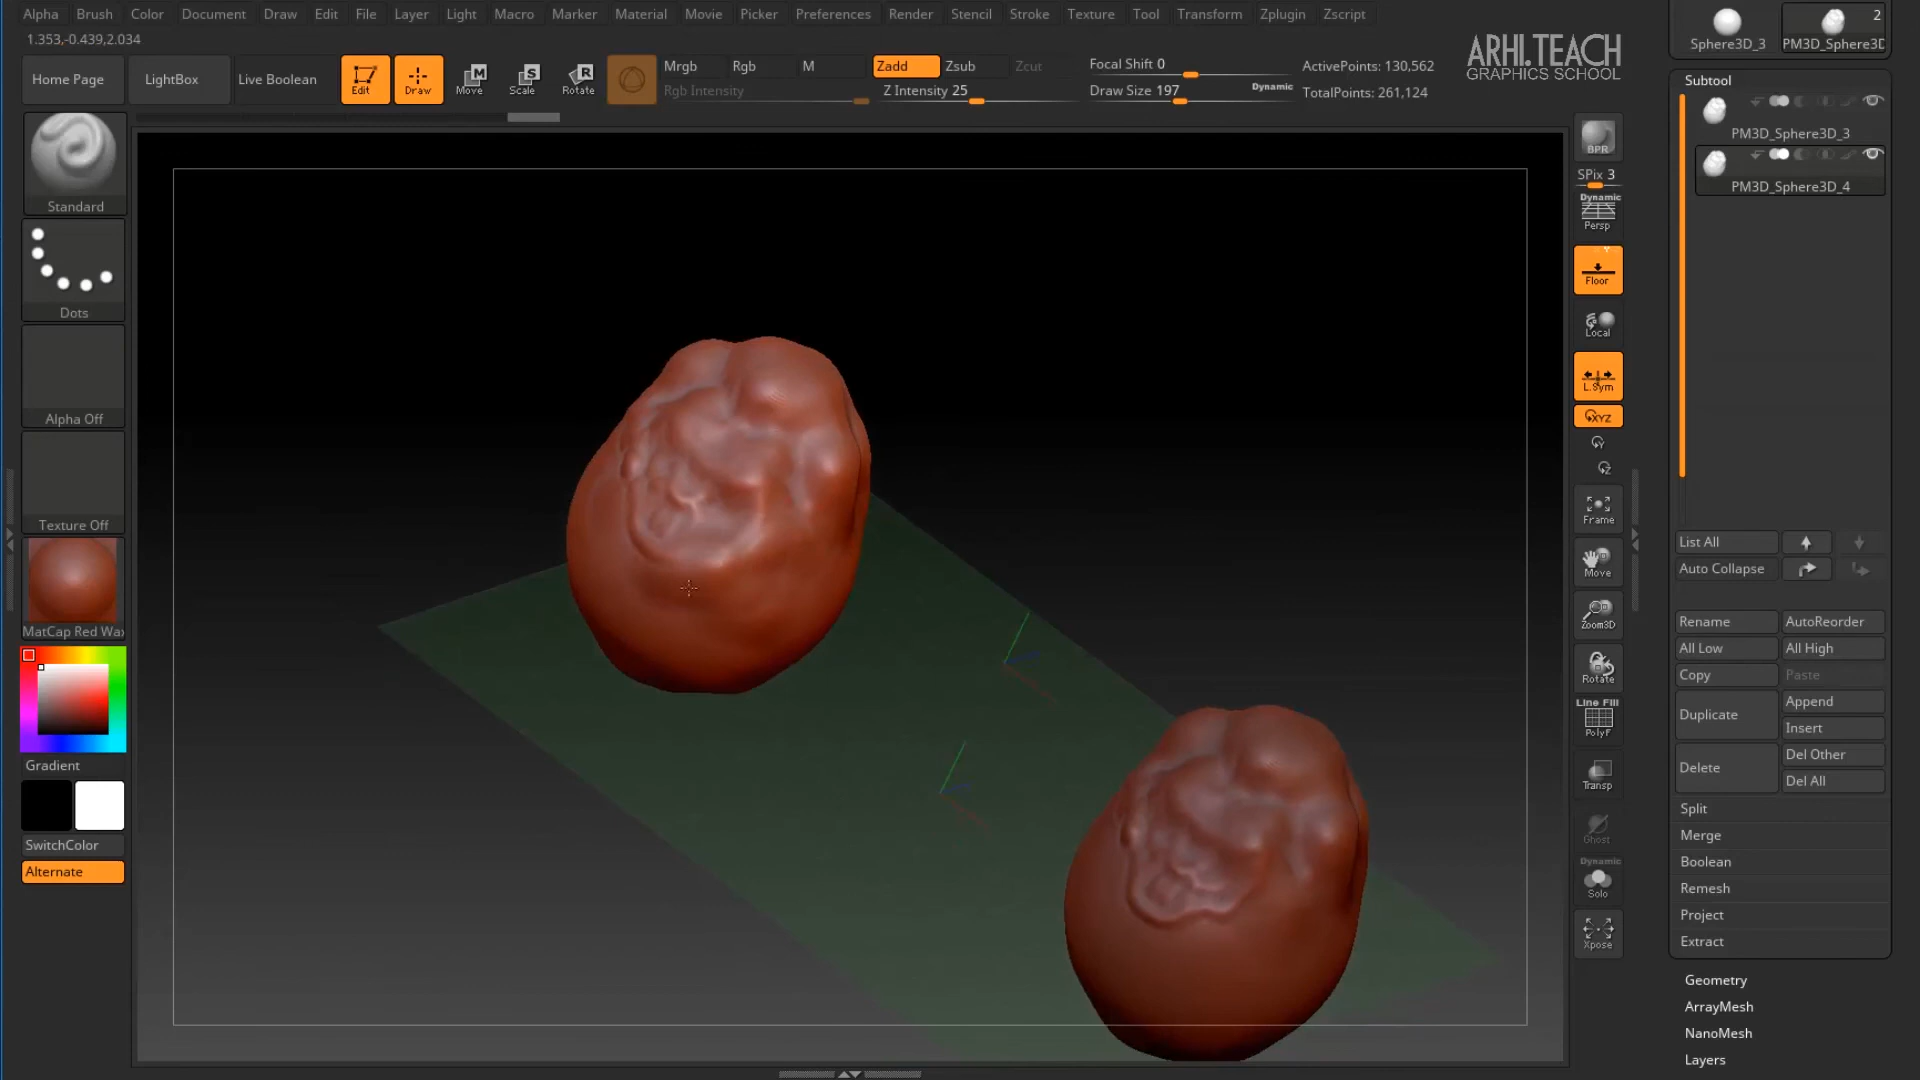 Alpha Brush Color Document Draw Edit File Layer Light Macro Marker Material Movie Picker Preferences Render Stencil Stroke Texture Tool Transform Zplugin Zscript
1.353,-0.439,2.034
Home Page LightBox Live Boolean Edit Draw Move Scale Rotate
Mrgb Rgb M Zadd Zsub Zcut
Rgb Intensity Z Intensity 25
Focal Shift 0
Draw Size 197 Dynamic
ActivePoints: 130,562
TotalPoints: 261,124
ARHI.TEACH
GRAPHICS SCHOOL
Standard
Dots
Alpha Off
Texture Off
MatCap Red Wax
Gradient
SwitchColor
Alternate
BPR
SPix 3
Dynamic
Persp
Floor
Local
L.Sym
XYZ
Y
Z
Frame
Move
Zoom3D
Rotate
Line Fill
PolyF
Transp
Ghost
Dynamic
Solo
Xpose
2
Sphere3D_3 PM3D_Sphere3D
Subtool
PM3D_Sphere3D_3
PM3D_Sphere3D_4
List All
Auto Collapse
Rename AutoReorder
All Low All High
Copy Paste
Duplicate Append
Insert
Delete Del Other
Del All
Split
Merge
Boolean
Remesh
Project
Extract
Geometry
ArrayMesh
NanoMesh
Layers